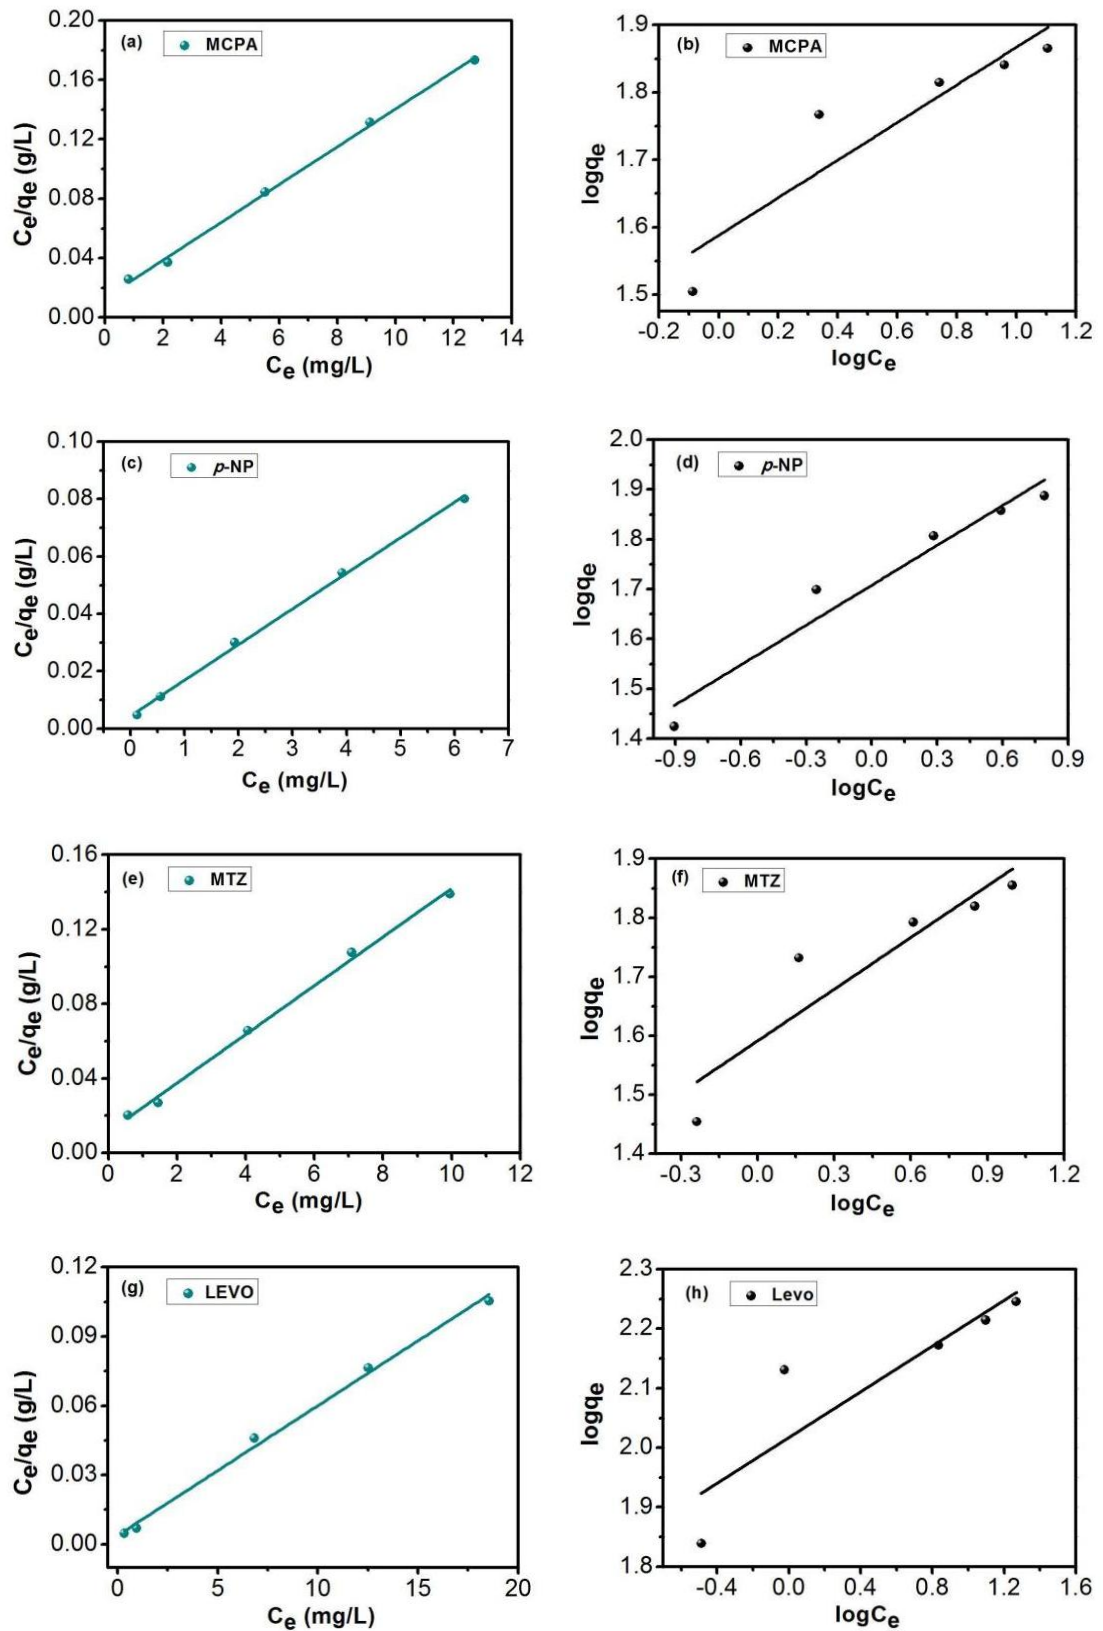 (a) MCPA
0.20
0.16
0.12
0.08
0.04
0.00
Ce/qe (g/L)
0 2 4 6 8 10 12 14
Ce (mg/L)
(b) MCPA
1.9
1.8
1.7
1.6
1.5
logqe
-0.2 0.0 0.2 0.4 0.6 0.8 1.0 1.2
logCe
(c) p-NP
0.10
0.08
0.06
0.04
0.02
0.00
Ce/qe (g/L)
0 1 2 3 4 5 6 7
Ce (mg/L)
(d) p-NP
2.0
1.9
1.8
1.7
1.6
1.5
1.4
logqe
-0.9 -0.6 -0.3 0.0 0.3 0.6 0.9
logCe
(e) MTZ
0.16
0.12
0.08
0.04
0.00
Ce/qe (g/L)
0 2 4 6 8 10 12
Ce (mg/L)
(f) MTZ
1.9
1.8
1.7
1.6
1.5
1.4
logqe
-0.3 0.0 0.3 0.6 0.9 1.2
logCe
(g) LEVO
0.12
0.09
0.06
0.03
0.00
Ce/qe (g/L)
0 5 10 15 20
Ce (mg/L)
(h) Levo
2.3
2.2
2.1
2.0
1.9
1.8
logqe
-0.4 0.0 0.4 0.8 1.2 1.6
logCe